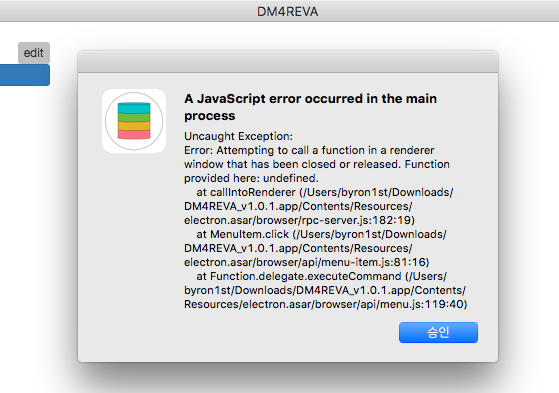 DM4REVA
edit
A JavaScript error occurred in the main
process
Uncaught Exception:
Error: Attempting to call a function in a renderer
window that has been closed or released. Function
provided here: undefined.
at callIntoRenderer (/Users/byron1st/Downloads/
DM4REVA_v1.0.1.app/Contents/Resources/
electron.asar/browser/rpc-server.js:182:19)
at MenuItem.click (/Users/byron1st/Downloads/
DM4REVA_v1.0.1.app/Contents/Resources/
electron.asar/browser/api/menu-item.js:81:16)
at Function.delegate.executeCommand (/Users/
byron1st/Downloads/DM4REVA_v1.0.1.app/Contents/
Resources/electron.asar/browser/api/menu.js:119:40)
승인